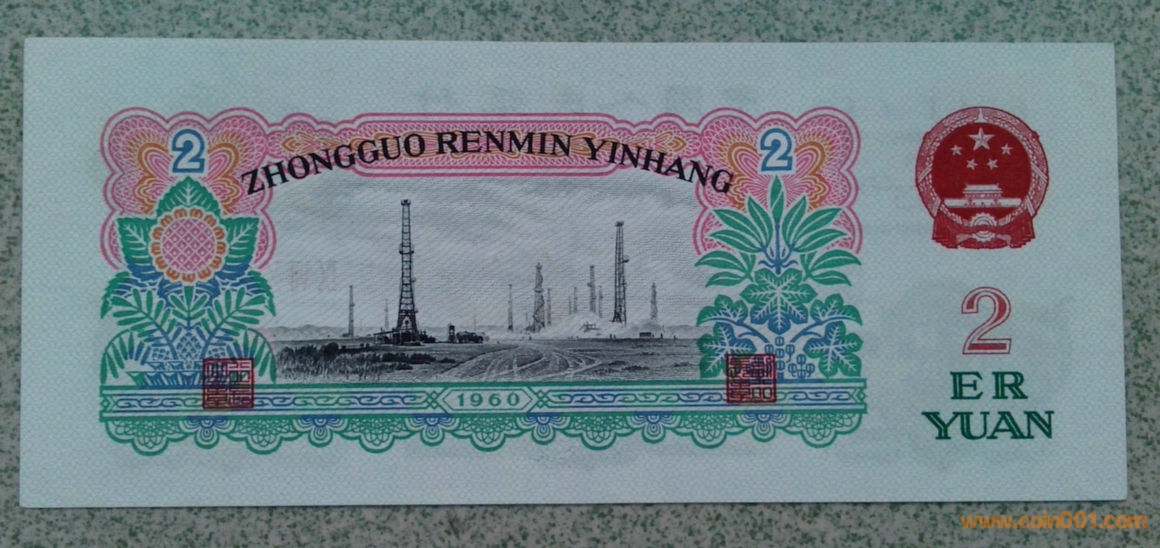 ZHONGGUO RENMIN YINHANG
2
2
1960
2
ER
YUAN
www.coin001.com